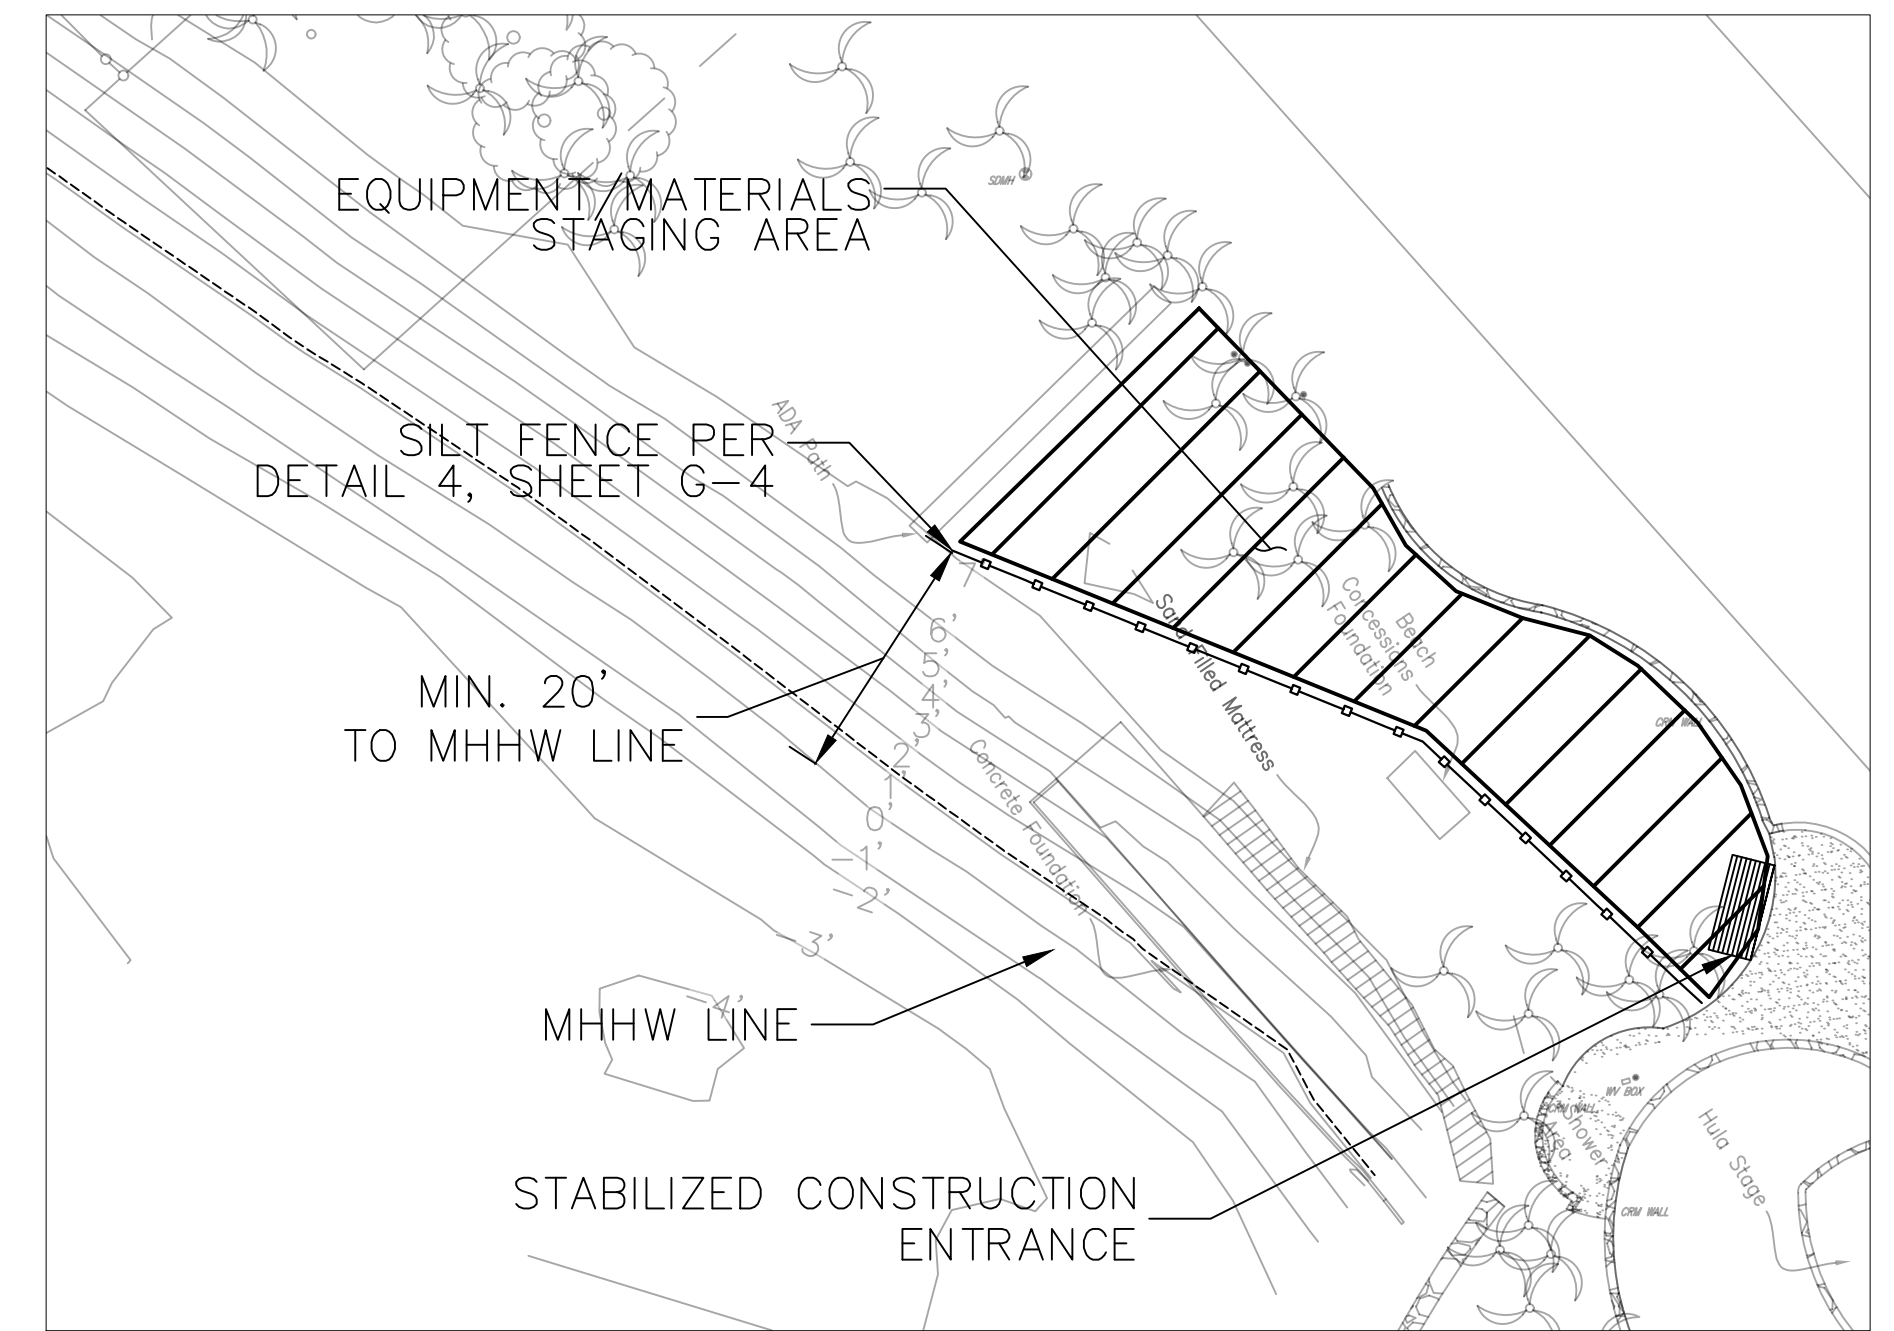 SDMH
EQUIPMENT/MATERIALS
STAGING AREA
ADA Path
SILT FENCE PER
DETAIL 4, SHEET G-4
7
6'
5'
4'
3'
2'
1'
0'
-1'
-2'
-3'
-4'
MIN. 20'
TO MHHW LINE
Sand Filled Mattress
Beach
Concessions
Foundation
CRM WALL
Concrete Foundation
MHHW LINE
WV BOX
CRM WALL
Shower
Area
Hula Stage
STABILIZED CONSTRUCTION
ENTRANCE
CRM WALL